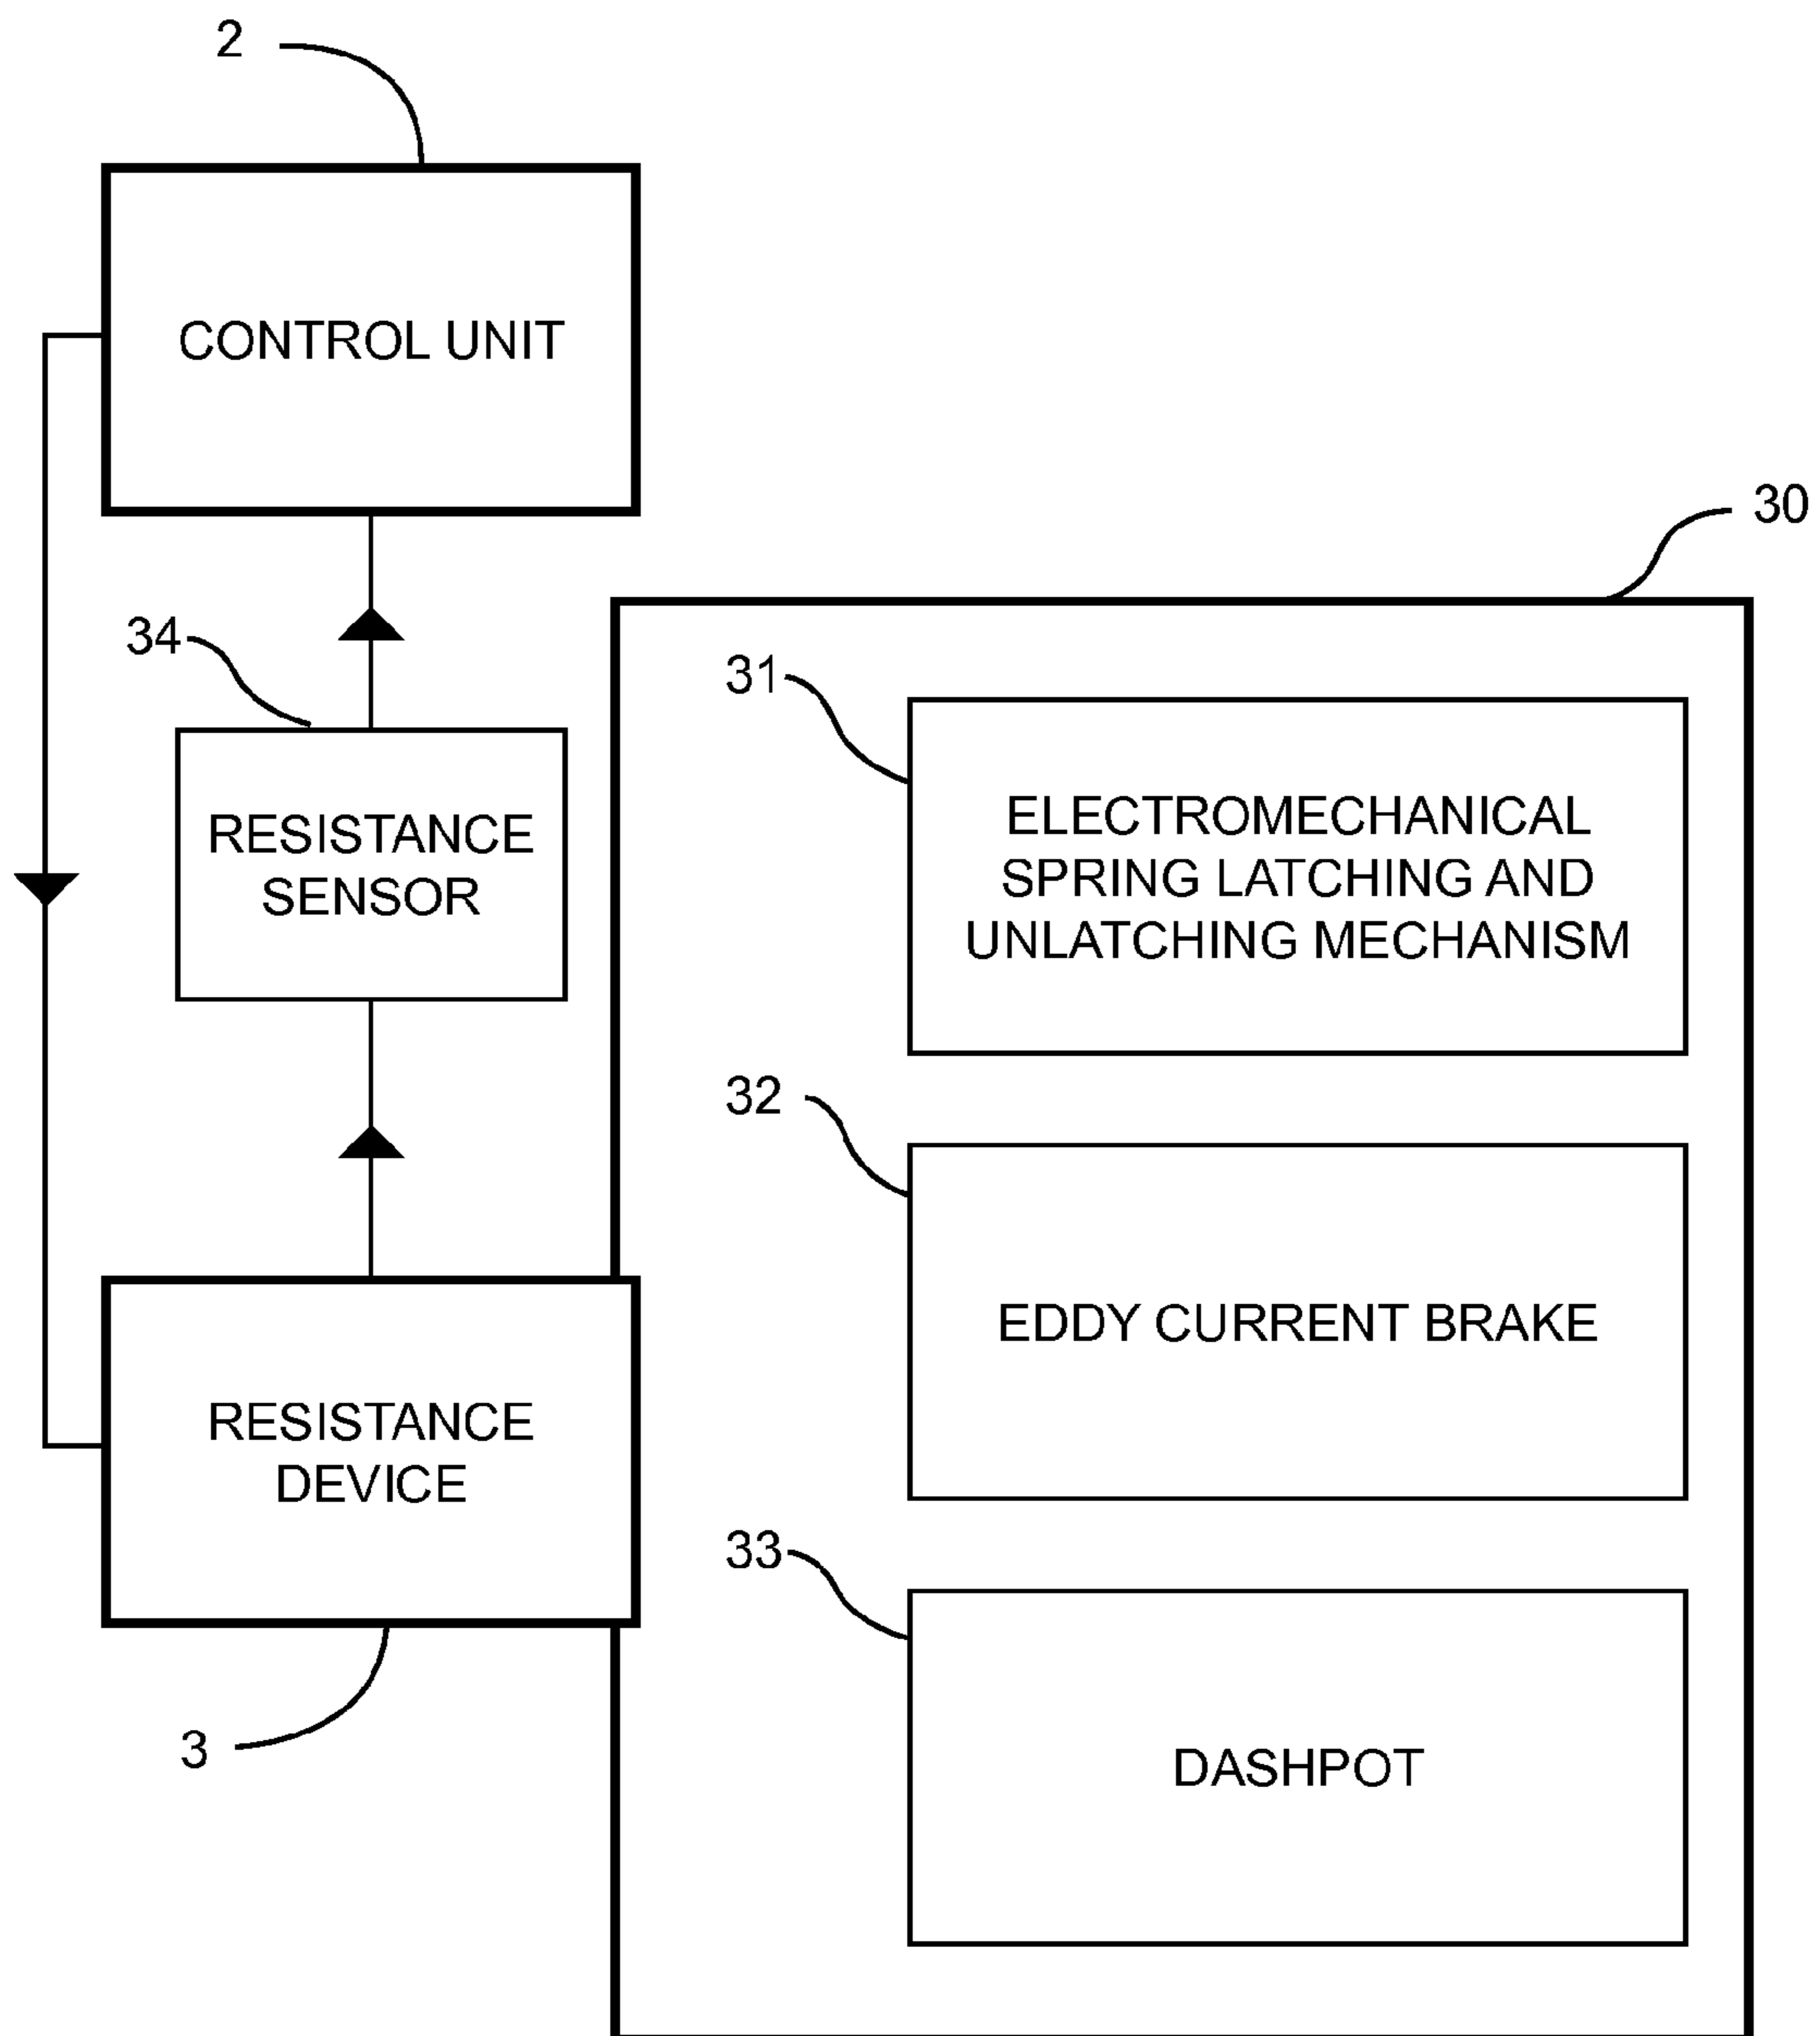 2
CONTROL UNIT
30
34
31
RESISTANCE
SENSOR
ELECTROMECHANICAL
SPRING LATCHING AND
UNLATCHING MECHANISM
32
EDDY CURRENT BRAKE
RESISTANCE
DEVICE
33
3
DASHPOT